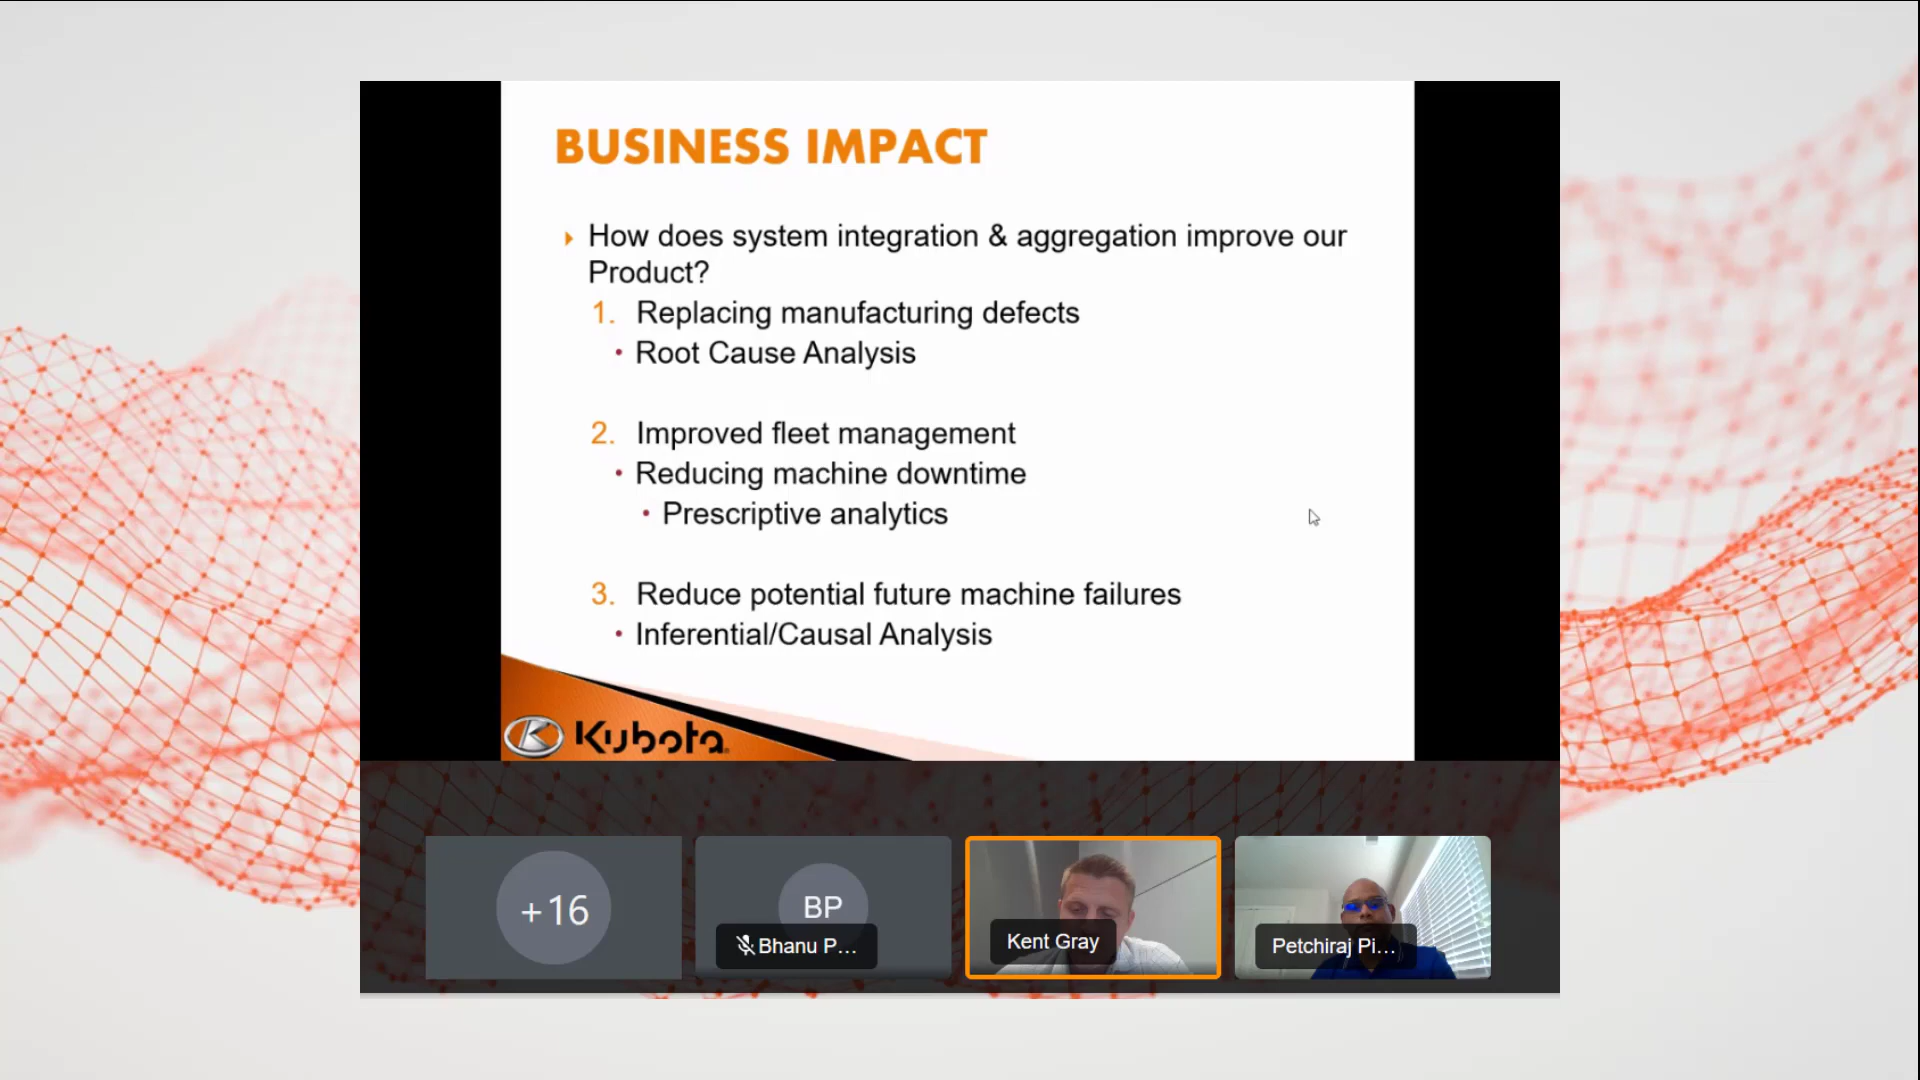 BUSINESS IMPACT
How does system integration & aggregation improve our
Product?
1. Replacing manufacturing defects
• Root Cause Analysis
2. Improved fleet management
• Reducing machine downtime
• Prescriptive analytics
3. Reduce potential future machine failures
• Inferential/Causal Analysis
Kubota
+16
BP
Bhanu P...
Kent Gray
Petchiraj Pi...